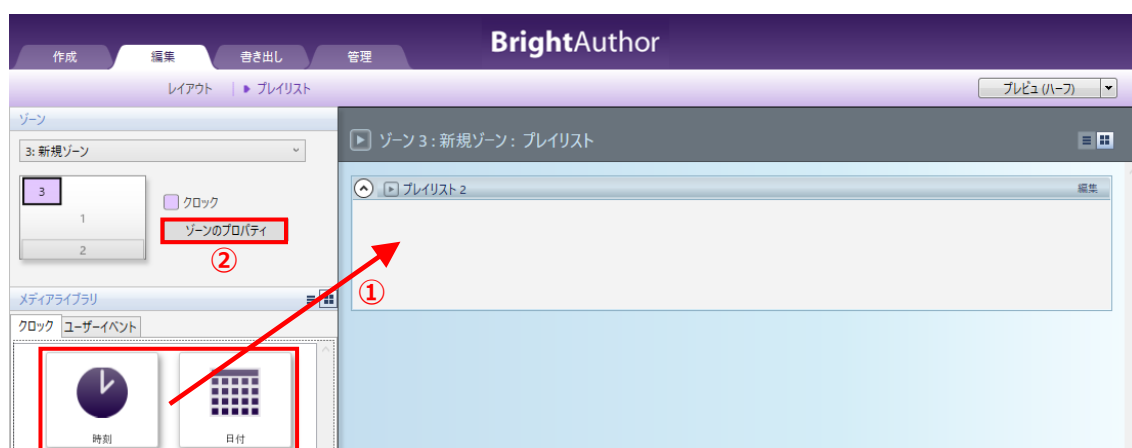 BrightAuthor
作成 編集 書き出し 管理
レイアウト プレイリスト プレビュ (ハーフ)
ゾーン
3: 新規ゾーン
ゾーン 3 : 新規ゾーン : プレイリスト
プレイリスト 2 編集
3
1
2
クロック
ゾーンのプロパティ
②
①
メディアライブラリ
クロック ユーザーイベント
時刻 日付